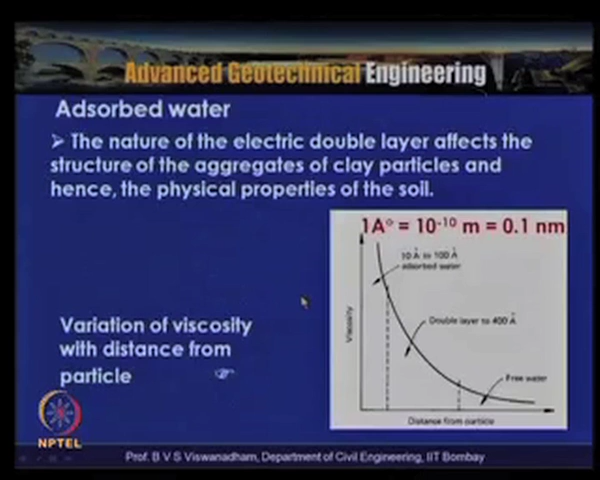 Advanced Geotechnical Engineering
Adsorbed water
➢ The nature of the electric double layer affects the
structure of the aggregates of clay particles and
hence, the physical properties of the soil.
1A° = 10⁻¹⁰ m = 0.1 nm
10 Å to 100 Å
adsorbed water
Double layer to 400 Å
Free water
Viscosity
Distance from particle
Variation of viscosity
with distance from
particle
NPTEL
Prof. B V S Viswanadham, Department of Civil Engineering, IIT Bombay